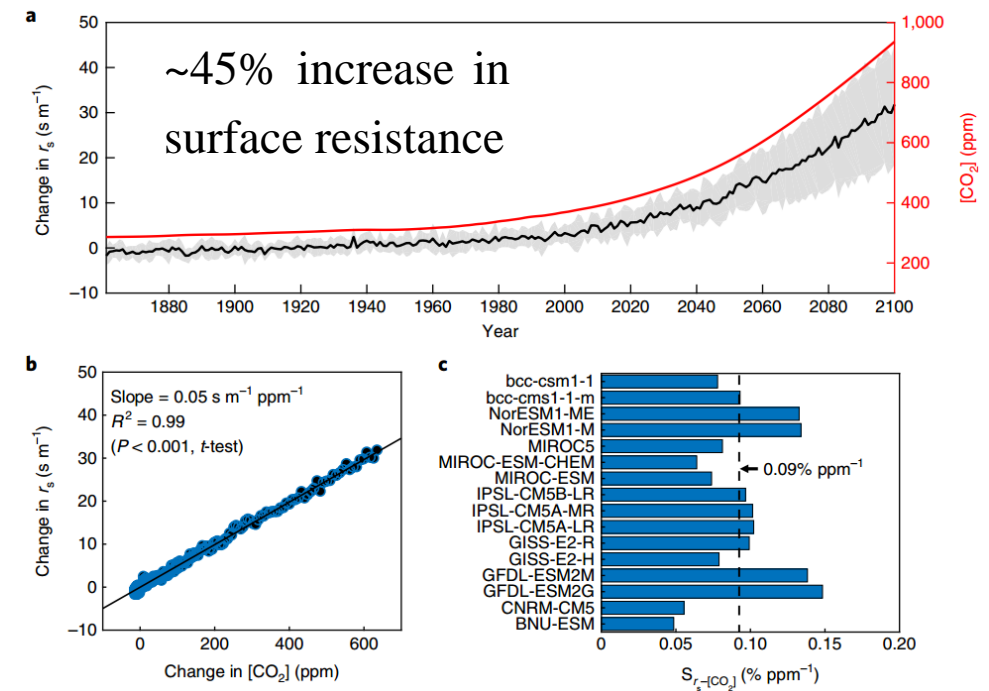 a
~45% increase in
surface resistance
50
40
30
20
10
0
−10
Change in rs (s m−1)
1,000
800
600
400
200
[CO2] (ppm)
1880 1900 1920 1940 1960 1980 2000 2020 2040 2060 2080 2100
Year
b
Slope = 0.05 s m−1 ppm−1
R2 = 0.99
(P < 0.001, t-test)
50
40
30
20
10
0
−10
Change in rs (s m−1)
0 200 400 600
Change in [CO2] (ppm)
c
bcc-csm1-1
bcc-cms1-1-m
NorESM1-ME
NorESM1-M
MIROC5
MIROC-ESM-CHEM
MIROC-ESM
IPSL-CM5B-LR
IPSL-CM5A-MR
IPSL-CM5A-LR
GISS-E2-R
GISS-E2-H
GFDL-ESM2M
GFDL-ESM2G
CNRM-CM5
BNU-ESM
0.09% ppm−1
0 0.05 0.10 0.15 0.20
Srs−[CO2] (% ppm−1)